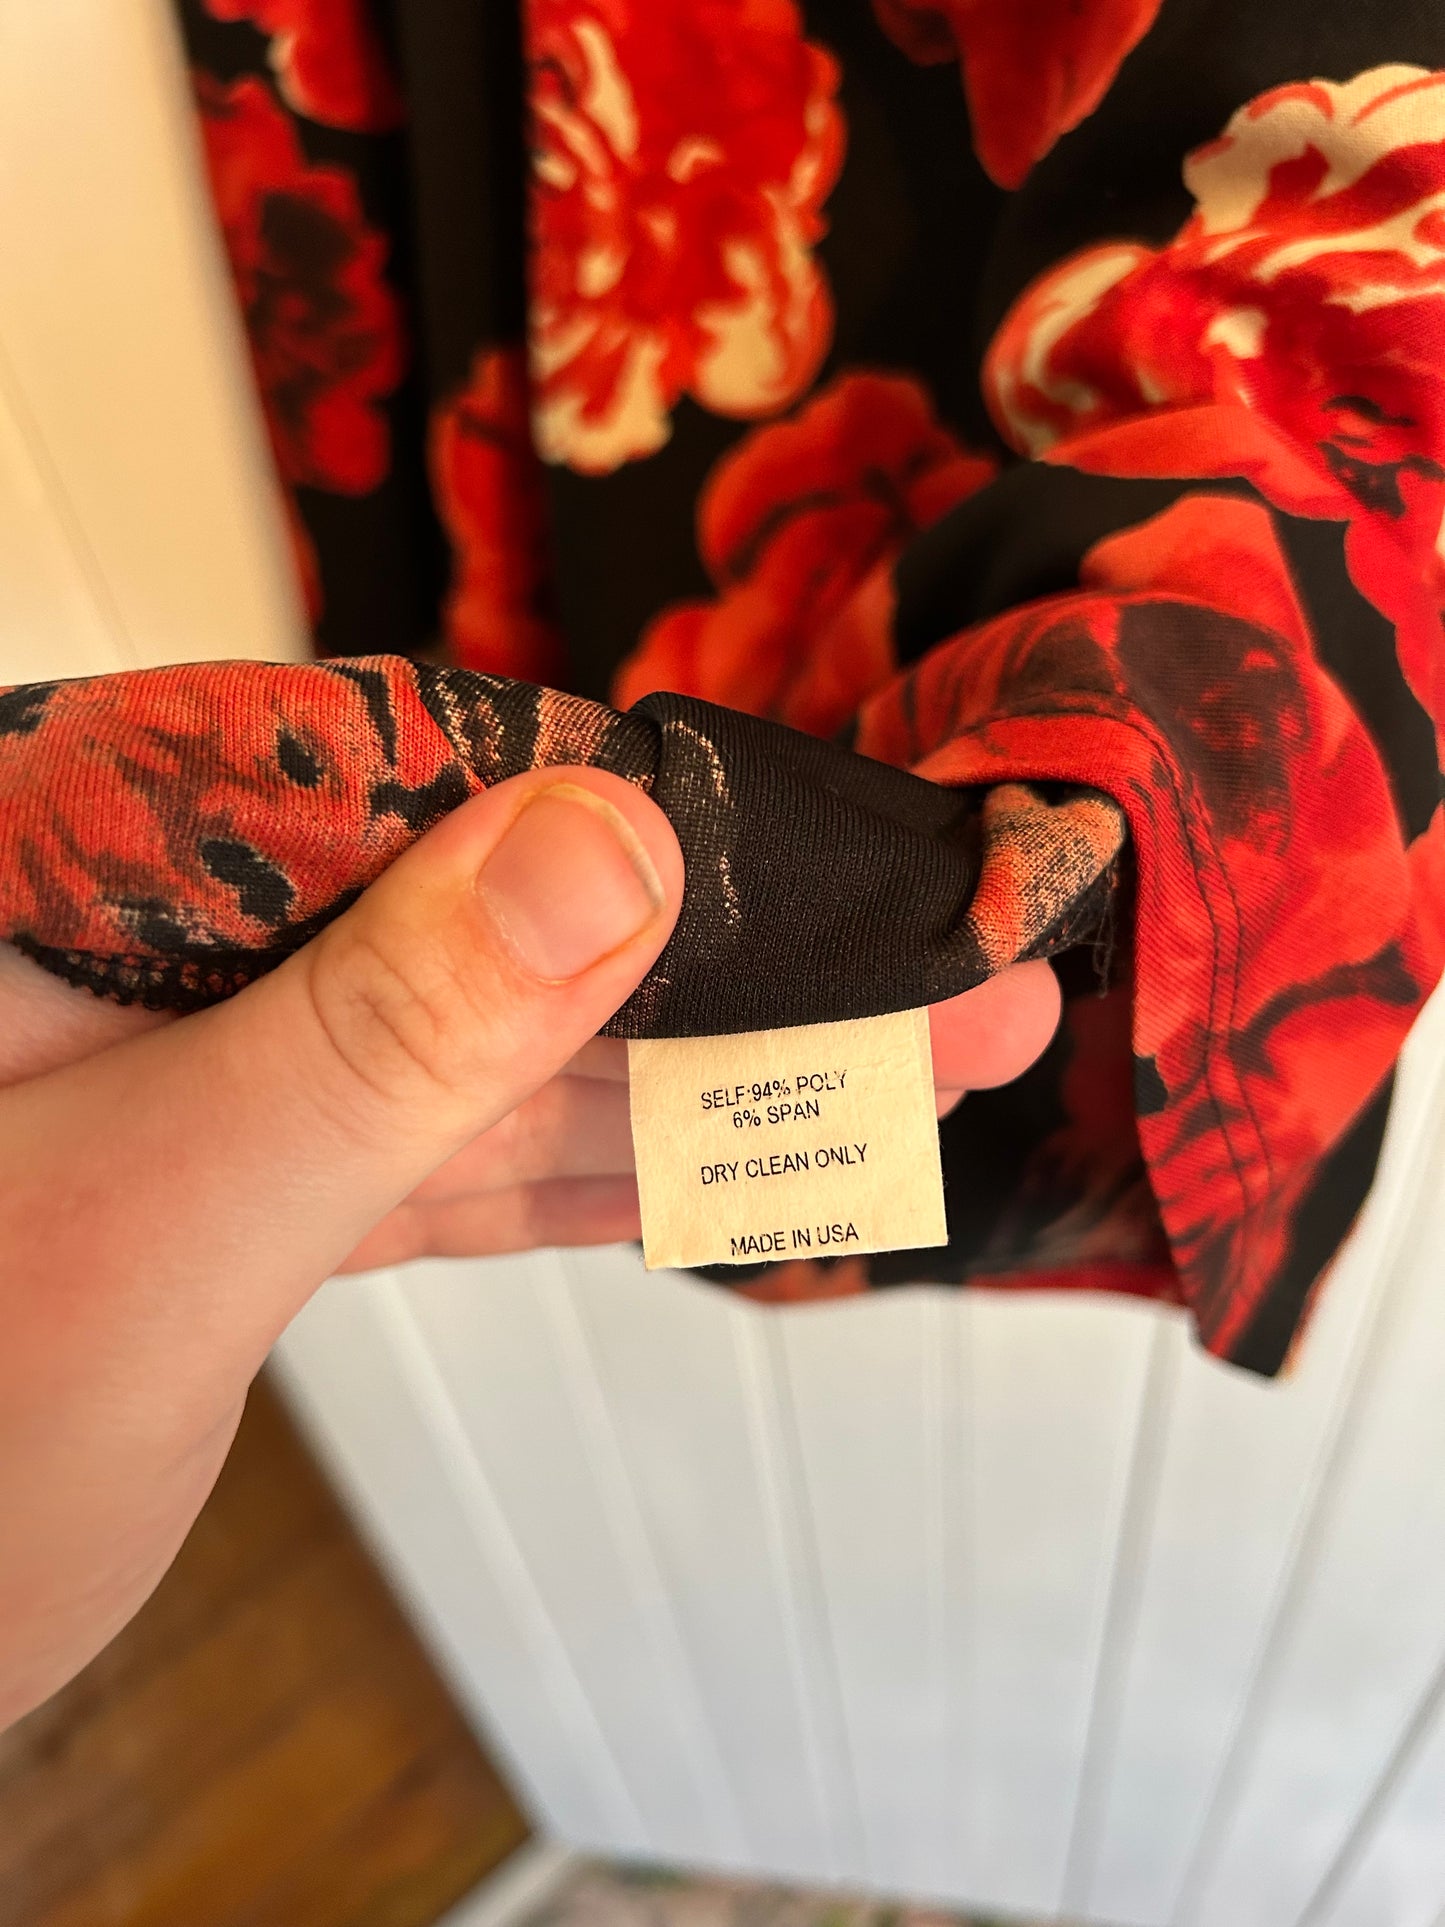 SELF:94% POLY
6% SPAN
DRY CLEAN ONLY
MADE IN USA